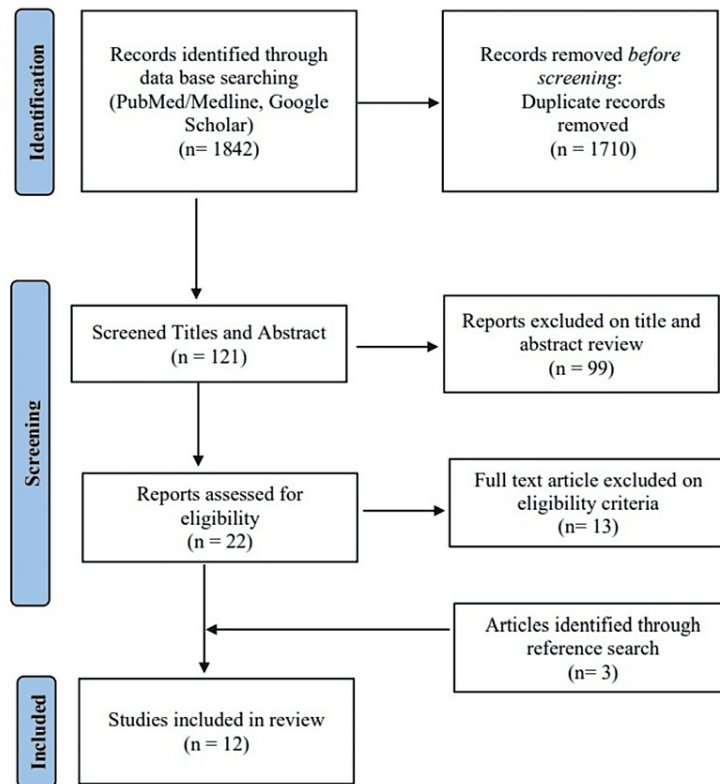 Identification
Records identified through
data base searching
(PubMed/Medline, Google
Scholar)
(n= 1842)
Records removed before
screening:
Duplicate records
removed
(n = 1710)
Screening
Screened Titles and Abstract
(n = 121)
Reports excluded on title and
abstract review
(n = 99)
Reports assessed for
eligibility
(n = 22)
Full text article excluded on
eligibility criteria
(n= 13)
Articles identified through
reference search
(n= 3)
Included
Studies included in review
(n = 12)